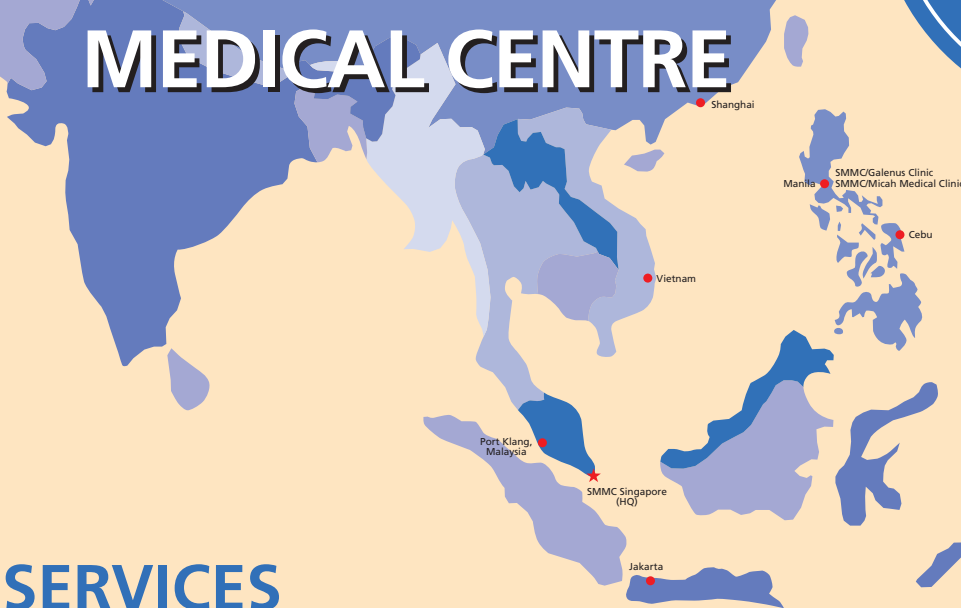 MEDICAL CENTRE
Shanghai
SMMC/Galenus Clinic
Manila
SMMC/Micah Medical Clinic
Cebu
Vietnam
Port Klang,
Malaysia
SMMC Singapore
(HQ)
Jakarta
SERVICES